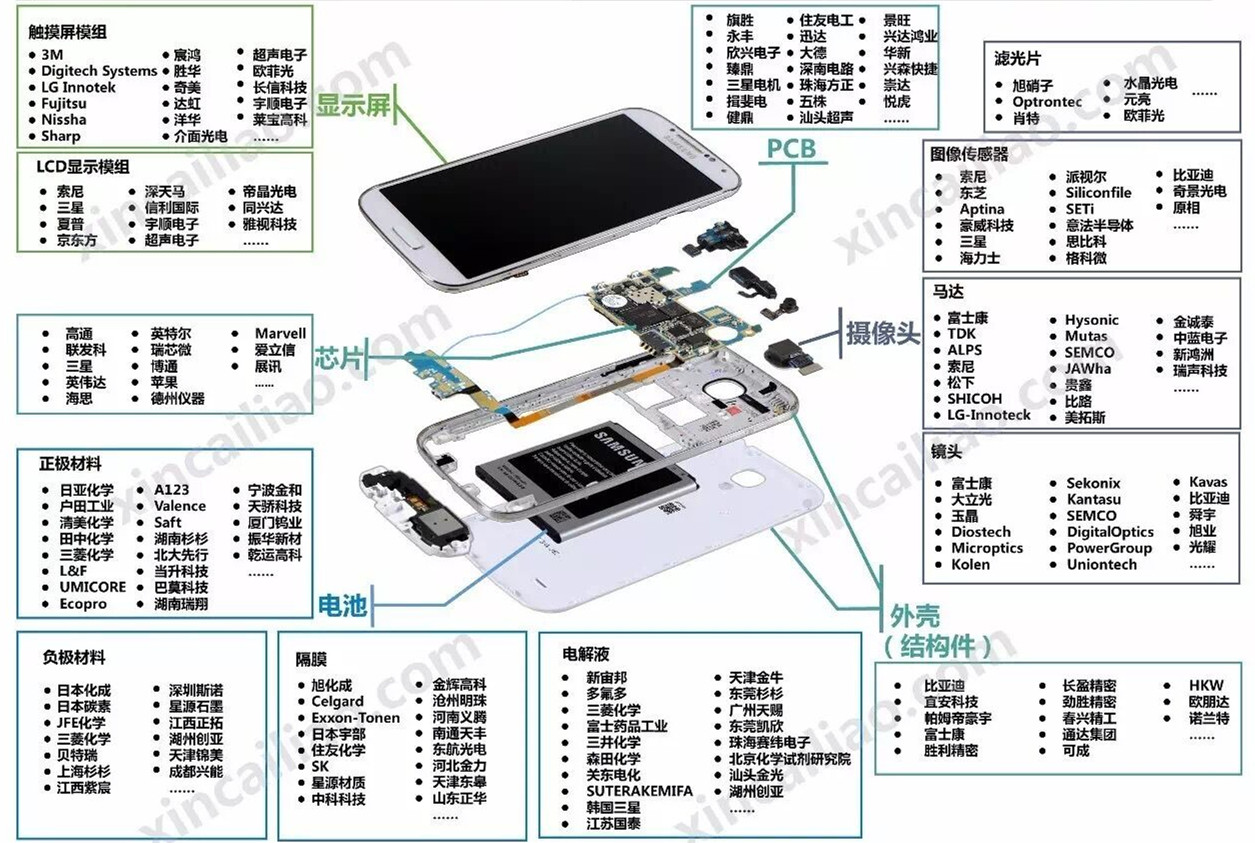 触摸屏模组
3M
Digitech Systems
LG Innotek
Fujitsu
Nissha
Sharp
宸鸿
胜华
奇美
达虹
洋华
介面光电
超声电子
欧菲光
长信科技
宇顺电子
莱宝高科
……
LCD显示模组
索尼
三星
夏普
京东方
深天马
信利国际
宇顺电子
超声电子
帝晶光电
同兴达
雅视科技
……
显示屏
旗胜
永丰
欣兴电子
臻鼎
三星电机
揖斐电
健鼎
住友电工
迅达
大德
深南电路
珠海方正
五株
汕头超声
景旺
兴达鸿业
华新
兴森快捷
崇达
悦虎
……
PCB
滤光片
旭硝子
Optrontec
肖特
水晶光电
元亮
欧菲光
……
图像传感器
索尼
东芝
Aptina
豪威科技
三星
海力士
派视尔
Siliconfile
SETi
意法半导体
思比科
格科微
比亚迪
奇景光电
原相
……
高通
联发科
三星
英伟达
海思
英特尔
瑞芯微
博通
苹果
德州仪器
Marvell
爱立信
展讯
……
芯片
摄像头
马达
富士康
TDK
ALPS
索尼
松下
SHICOH
LG-Innoteck
Hysonic
Mutas
SEMCO
JAWha
贵鑫
比路
美拓斯
金诚泰
中蓝电子
新鸿洲
瑞声科技
……
镜头
富士康
大立光
玉晶
Diostech
Microptics
Kolen
Sekonix
Kantasu
SEMCO
DigitalOptics
PowerGroup
Uniontech
Kavas
比亚迪
舜宇
旭业
光耀
……
正极材料
日亚化学
户田工业
清美化学
田中化学
三菱化学
L&F
UMICORE
Ecopro
A123
Valence
Saft
湖南杉杉
北大先行
当升科技
巴莫科技
湖南瑞翔
宁波金和
天骄科技
厦门钨业
振华新材
乾运高科
……
SAMSUNG
电池
外壳
（结构件）
负极材料
日本化成
日本碳素
JFE化学
三菱化学
贝特瑞
上海杉杉
江西紫宸
深圳斯诺
星源石墨
江西正拓
湖州创亚
天津锦美
成都兴能
……
隔膜
旭化成
Celgard
Exxon-Tonen
日本宇部
住友化学
SK
星源材质
中科科技
金辉高科
沧州明珠
河南义腾
南通天丰
东航光电
河北金力
天津东皋
山东正华
……
电解液
新宙邦
多氟多
三菱化学
富士药品工业
三井化学
森田化学
关东电化
SUTERAKEMIFA
韩国三星
江苏国泰
天津金牛
东莞杉杉
广州天赐
东莞凯欣
珠海赛纬电子
北京化学试剂研究院
汕头金光
湖州创亚
……
比亚迪
宜安科技
帕姆帝豪宇
富士康
胜利精密
长盈精密
劲胜精密
春兴精工
通达集团
可成
HKW
欧朋达
诺兰特
……
xincailiao.com
xincailiao.com
xincailiao.com
xincailiao.com
xincailiao.com
xincailiao.com
xincailiao.com